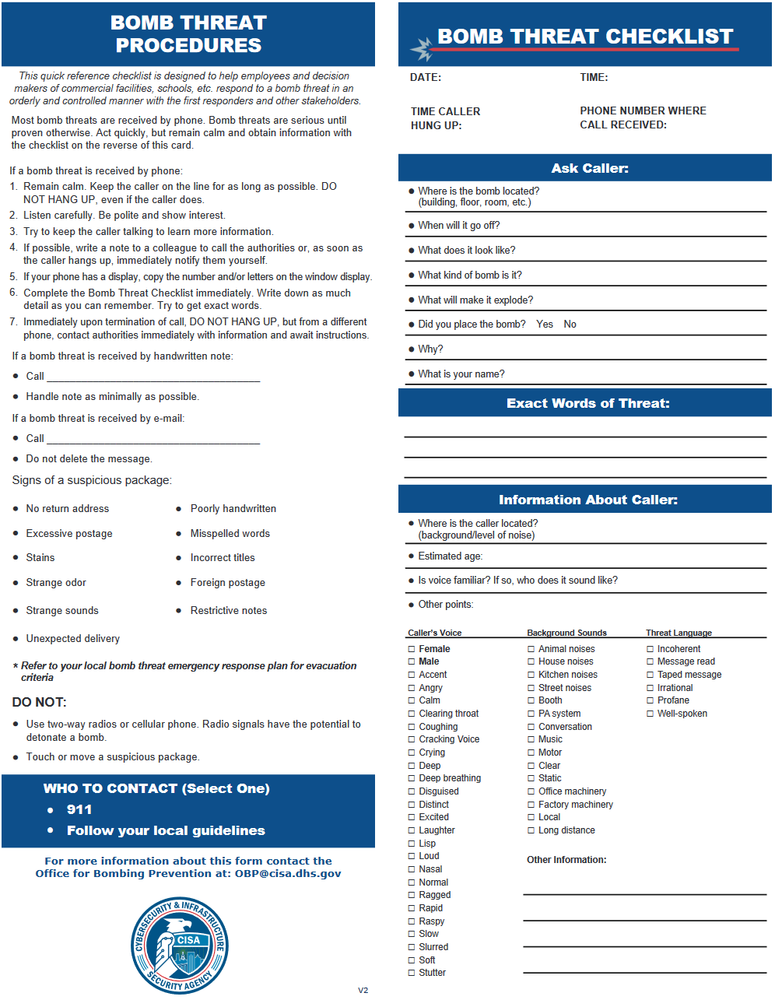 BOMB THREAT
PROCEDURES
This quick reference checklist is designed to help employees and decision
makers of commercial facilities, schools, etc. respond to a bomb threat in an
orderly and controlled manner with the first responders and other stakeholders.
Most bomb threats are received by phone. Bomb threats are serious until
proven otherwise. Act quickly, but remain calm and obtain information with
the checklist on the reverse of this card.
If a bomb threat is received by phone:
1. Remain calm. Keep the caller on the line for as long as possible. DO
NOT HANG UP, even if the caller does.
2. Listen carefully. Be polite and show interest.
3. Try to keep the caller talking to learn more information.
4. If possible, write a note to a colleague to call the authorities or, as soon as
the caller hangs up, immediately notify them yourself.
5. If your phone has a display, copy the number and/or letters on the window display.
6. Complete the Bomb Threat Checklist immediately. Write down as much
detail as you can remember. Try to get exact words.
7. Immediately upon termination of call, DO NOT HANG UP, but from a different
phone, contact authorities immediately with information and await instructions.
If a bomb threat is received by handwritten note:
● Call ______________________________________
● Handle note as minimally as possible.
If a bomb threat is received by e-mail:
● Call ______________________________________
● Do not delete the message.
Signs of a suspicious package:
● No return address ● Poorly handwritten
● Excessive postage ● Misspelled words
● Stains ● Incorrect titles
● Strange odor ● Foreign postage
● Strange sounds ● Restrictive notes
● Unexpected delivery
* Refer to your local bomb threat emergency response plan for evacuation
criteria
DO NOT:
● Use two-way radios or cellular phone. Radio signals have the potential to
detonate a bomb.
● Touch or move a suspicious package.
WHO TO CONTACT (Select One)
● 911
● Follow your local guidelines
For more information about this form contact the
Office for Bombing Prevention at: OBP@cisa.dhs.gov
CYBERSECURITY & INFRASTRUCTURE
CISA
SECURITY AGENCY
V2
BOMB THREAT CHECKLIST
DATE: TIME:
TIME CALLER PHONE NUMBER WHERE
HUNG UP: CALL RECEIVED:
Ask Caller:
● Where is the bomb located?
(building, floor, room, etc.)
● When will it go off?
● What does it look like?
● What kind of bomb is it?
● What will make it explode?
● Did you place the bomb? Yes No
● Why?
● What is your name?
Exact Words of Threat:
Information About Caller:
● Where is the caller located?
(background/level of noise)
● Estimated age:
● Is voice familiar? If so, who does it sound like?
● Other points:
Caller's Voice
☐ Female
☐ Male
☐ Accent
☐ Angry
☐ Calm
☐ Clearing throat
☐ Coughing
☐ Cracking Voice
☐ Crying
☐ Deep
☐ Deep breathing
☐ Disguised
☐ Distinct
☐ Excited
☐ Laughter
☐ Lisp
☐ Loud
☐ Nasal
☐ Normal
☐ Ragged
☐ Rapid
☐ Raspy
☐ Slow
☐ Slurred
☐ Soft
☐ Stutter
Background Sounds
☐ Animal noises
☐ House noises
☐ Kitchen noises
☐ Street noises
☐ Booth
☐ PA system
☐ Conversation
☐ Music
☐ Motor
☐ Clear
☐ Static
☐ Office machinery
☐ Factory machinery
☐ Local
☐ Long distance
Threat Language
☐ Incoherent
☐ Message read
☐ Taped message
☐ Irrational
☐ Profane
☐ Well-spoken
Other Information: